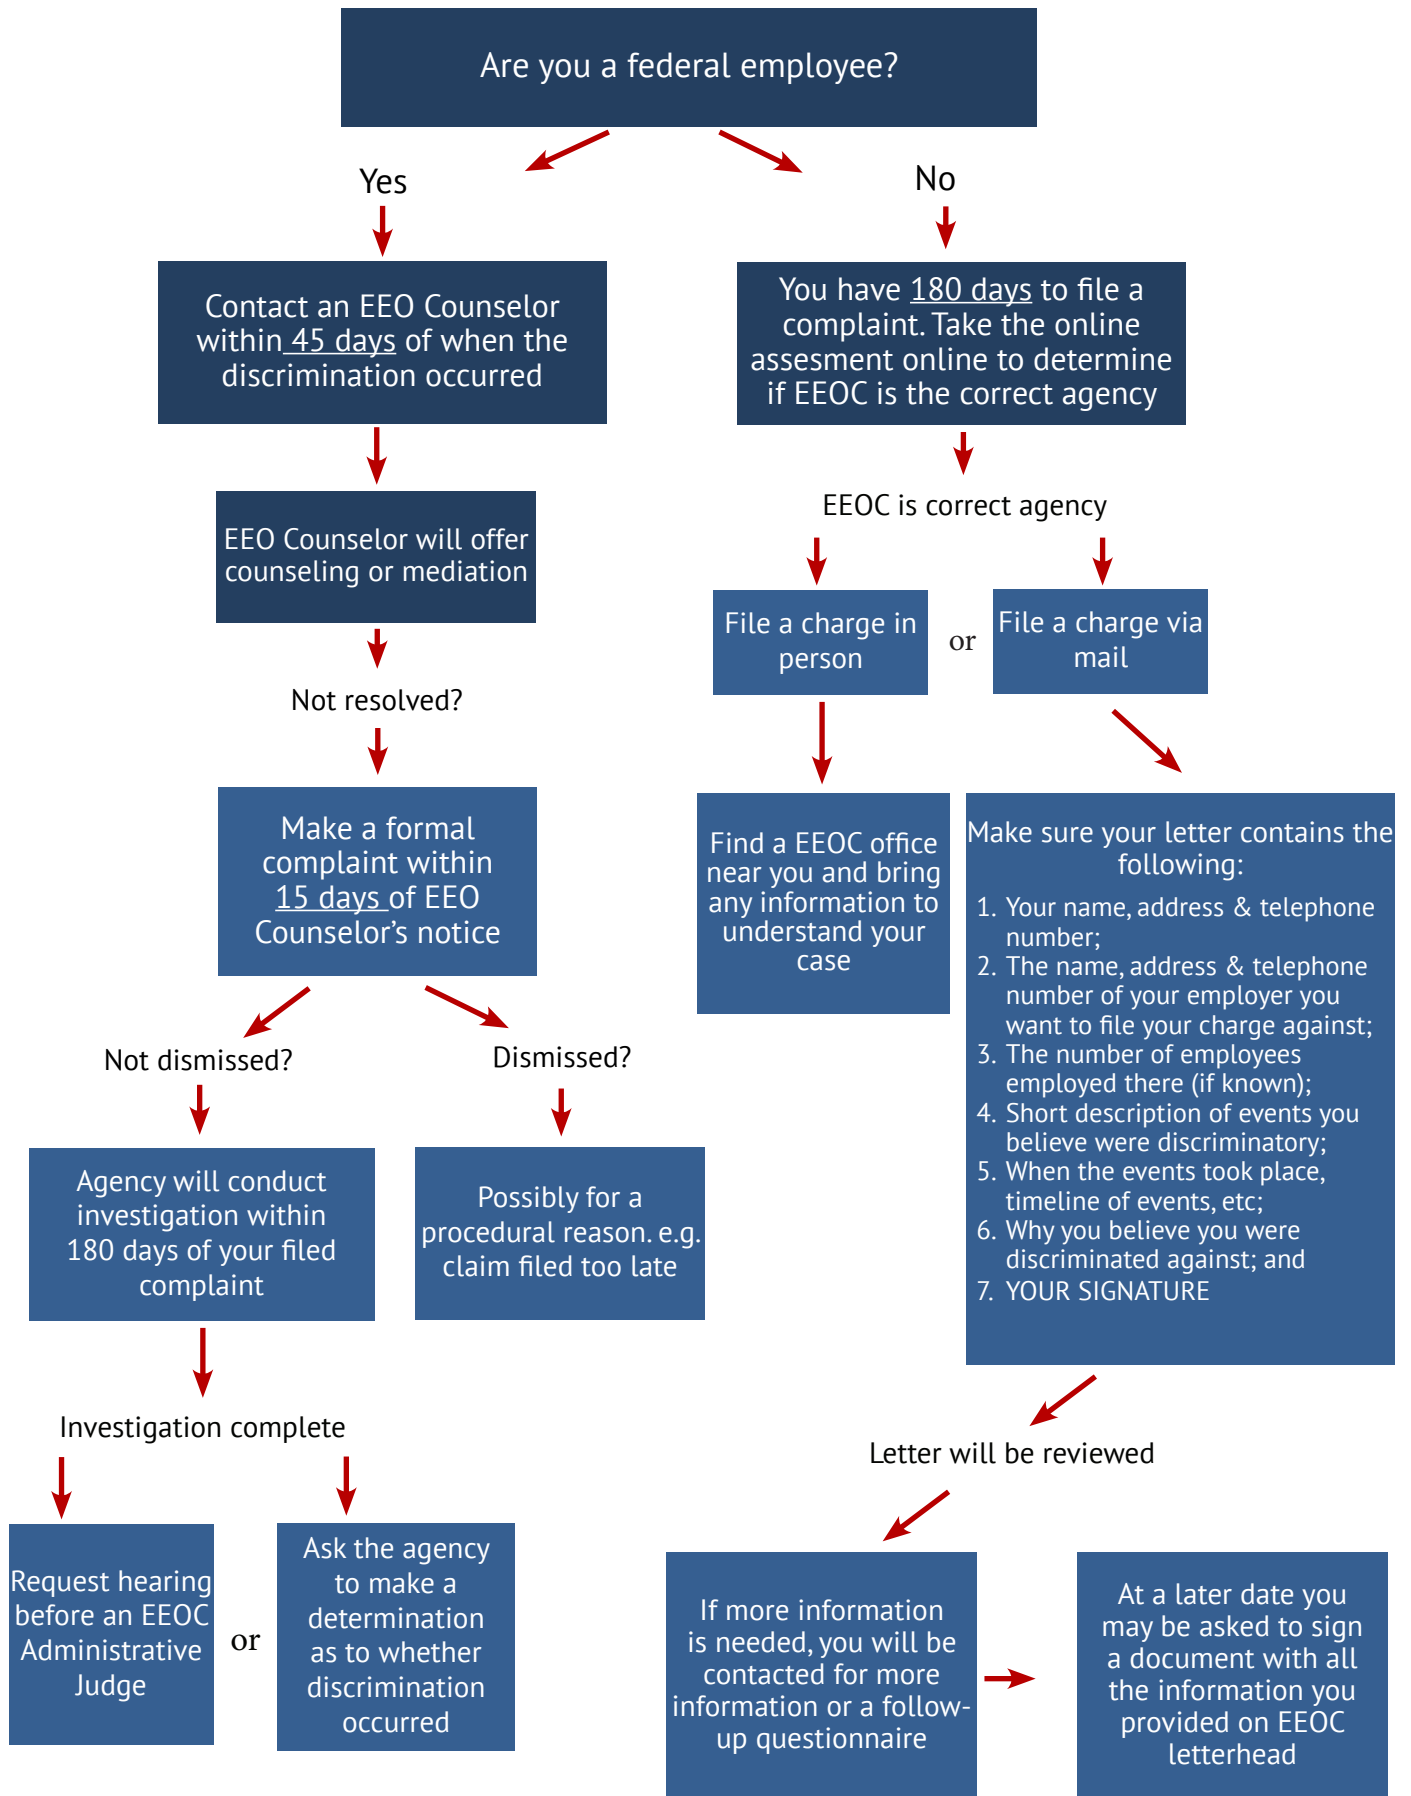 Are you a federal employee?
Yes
No
Contact an EEO Counselor
within 45 days of when the
discrimination occurred
You have 180 days to file a
complaint. Take the online
assesment online to determine
if EEOC is the correct agency
EEO Counselor will offer
counseling or mediation
EEOC is correct agency
File a charge in
person
or
File a charge via
mail
Not resolved?
Make a formal
complaint within
15 days of EEO
Counselor's notice
Find a EEOC office
near you and bring
any information to
understand your
case
Make sure your letter contains the
following:
1. Your name, address & telephone
number;
2. The name, address & telephone
number of your employer you
want to file your charge against;
3. The number of employees
employed there (if known);
4. Short description of events you
believe were discriminatory;
5. When the events took place,
timeline of events, etc;
6. Why you believe you were
discriminated against; and
7. YOUR SIGNATURE
Not dismissed?
Dismissed?
Agency will conduct
investigation within
180 days of your filed
complaint
Possibly for a
procedural reason. e.g.
claim filed too late
Investigation complete
Letter will be reviewed
Request hearing
before an EEOC
Administrative
Judge
or
Ask the agency
to make a
determination
as to whether
discrimination
occurred
If more information
is needed, you will be
contacted for more
information or a follow-
up questionnaire
At a later date you
may be asked to sign
a document with all
the information you
provided on EEOC
letterhead